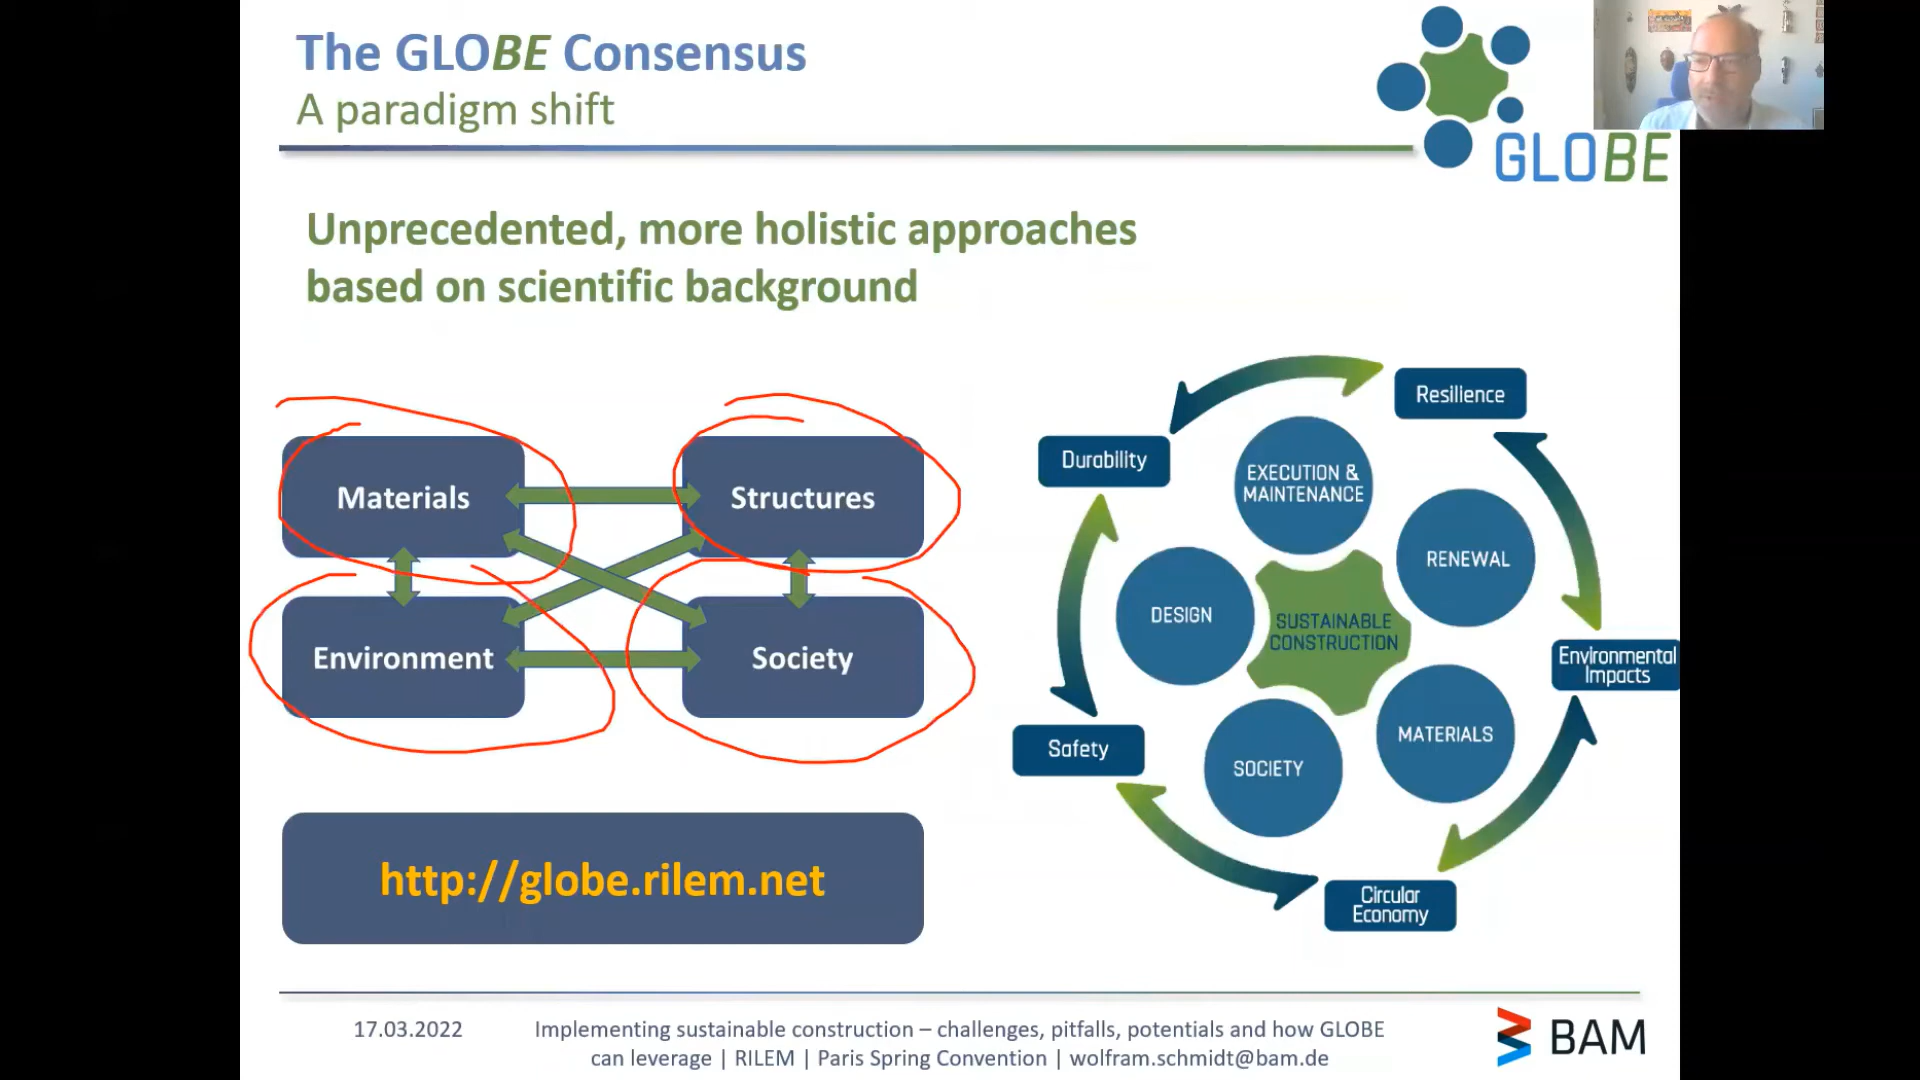 The GLOBE Consensus
A paradigm shift
GLOBE
Unprecedented, more holistic approaches
based on scientific background
Materials
Structures
Environment
Society
http://globe.rilem.net
Resilience
Durability
EXECUTION &
MAINTENANCE
RENEWAL
DESIGN
SUSTAINABLE
CONSTRUCTION
Environmental
Impacts
MATERIALS
Safety
SOCIETY
Circular
Economy
17.03.2022
Implementing sustainable construction – challenges, pitfalls, potentials and how GLOBE
can leverage | RILEM | Paris Spring Convention | wolfram.schmidt@bam.de
BAM